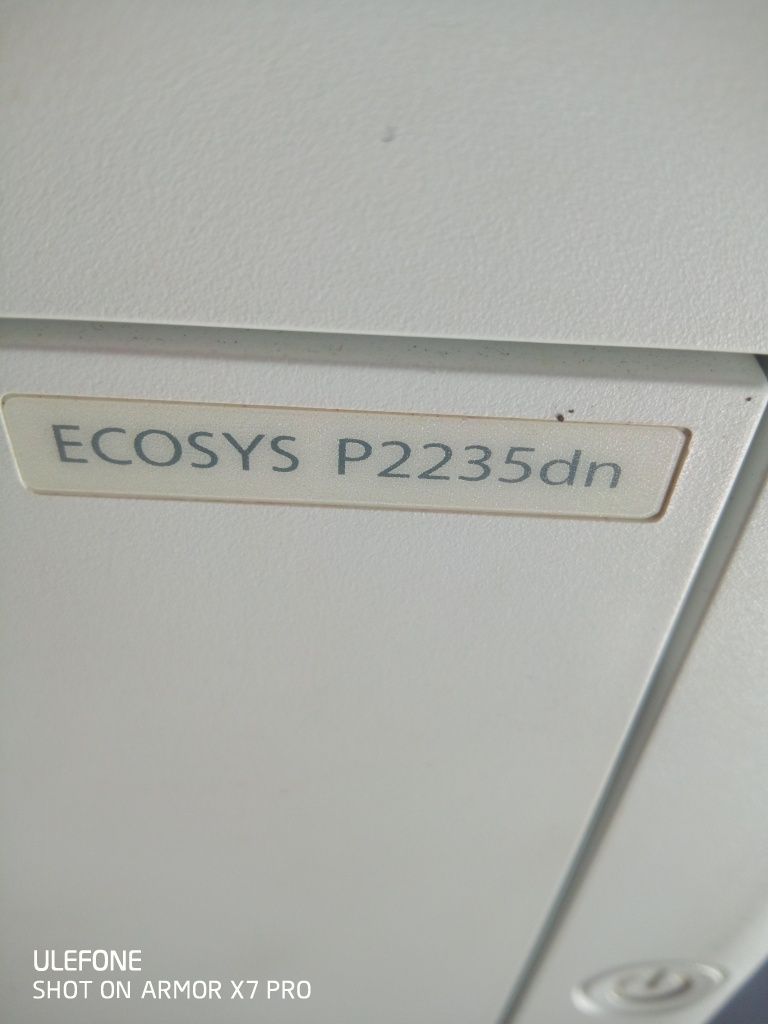 ECOSYS P2235dn
ULEFONE
SHOT ON ARMOR X7 PRO